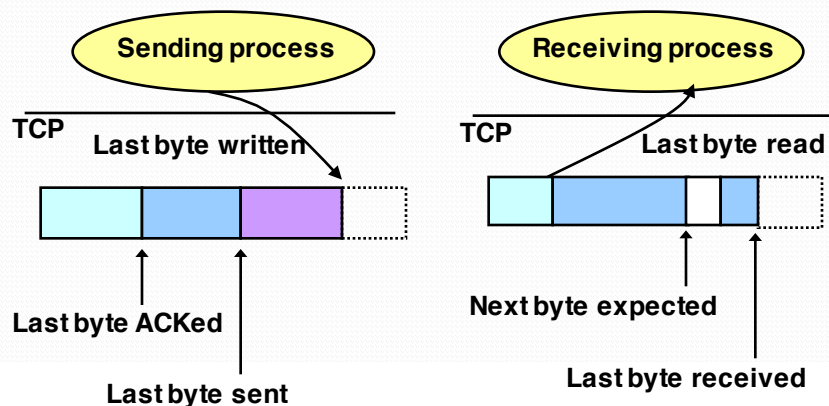 Sending process
TCP
Last byte written
Last byte ACKed
Last byte sent
Receiving process
TCP
Last byte read
Next byte expected
Last byte received